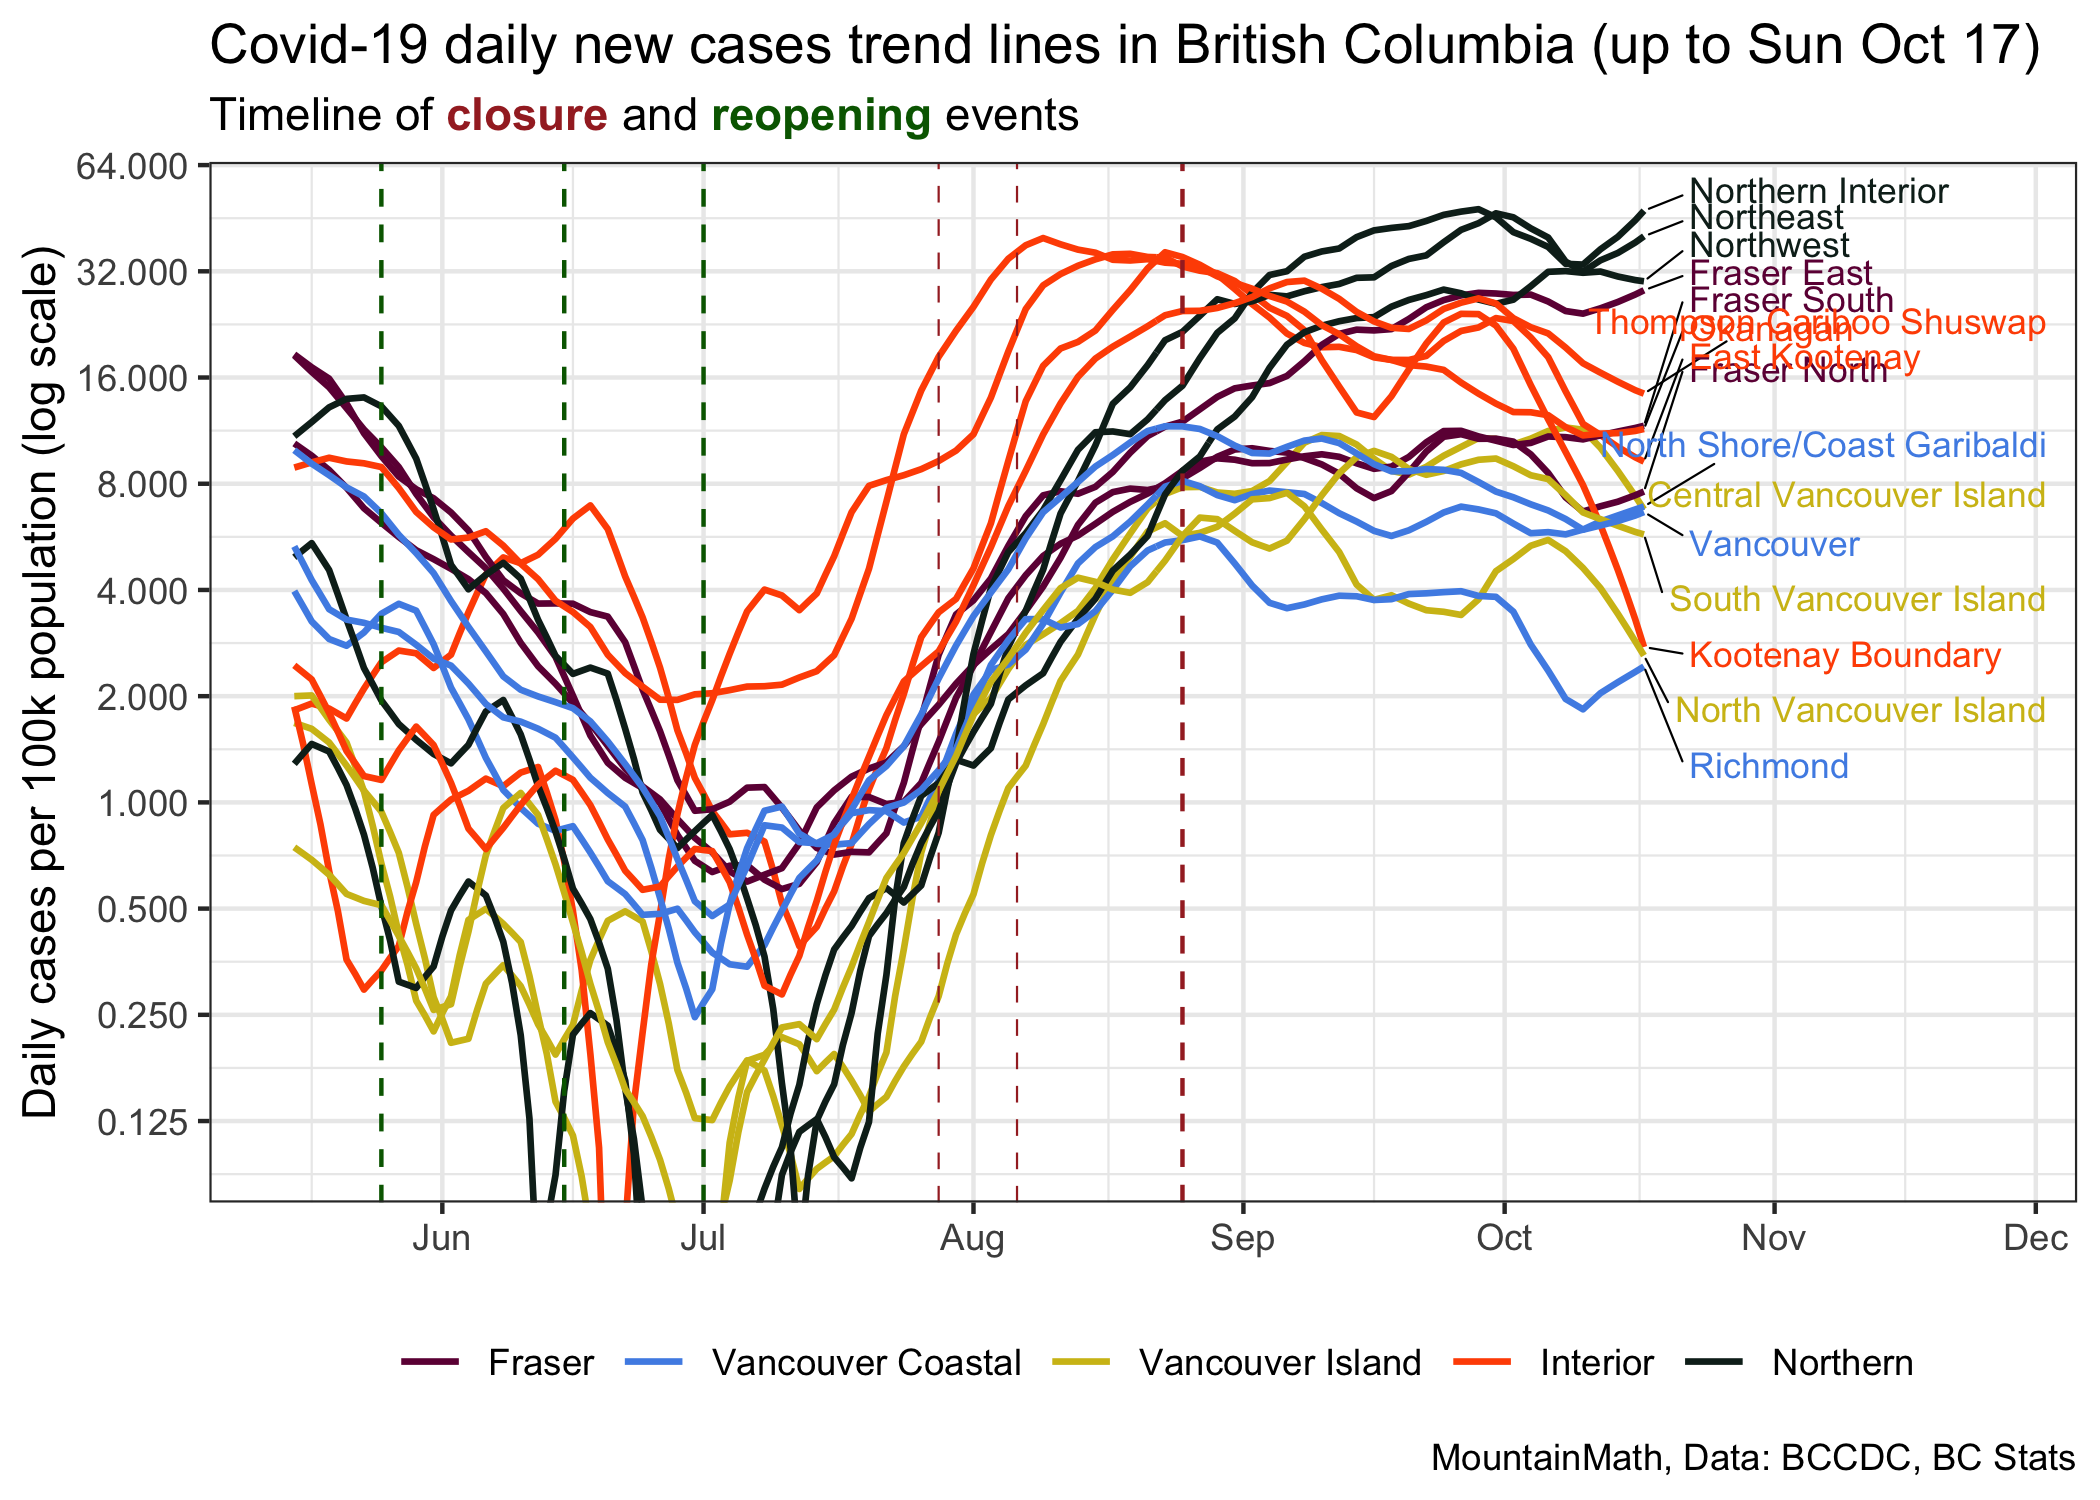 Covid-19 daily new cases trend lines in British Columbia (up to Sun Oct 17)
Timeline of closure and reopening events
Daily cases per 100k population (log scale)
64.000
32.000
16.000
8.000
4.000
2.000
1.000
0.500
0.250
0.125
Northern Interior
Northeast
Northwest
Fraser East
Fraser South
Thompson Cariboo Shuswap
Okanagan
East Kootenay
Fraser North
North Shore/Coast Garibaldi
Central Vancouver Island
Vancouver
South Vancouver Island
Kootenay Boundary
North Vancouver Island
Richmond
Jun Jul Aug Sep Oct Nov Dec
Fraser Vancouver Coastal Vancouver Island Interior Northern
MountainMath, Data: BCCDC, BC Stats